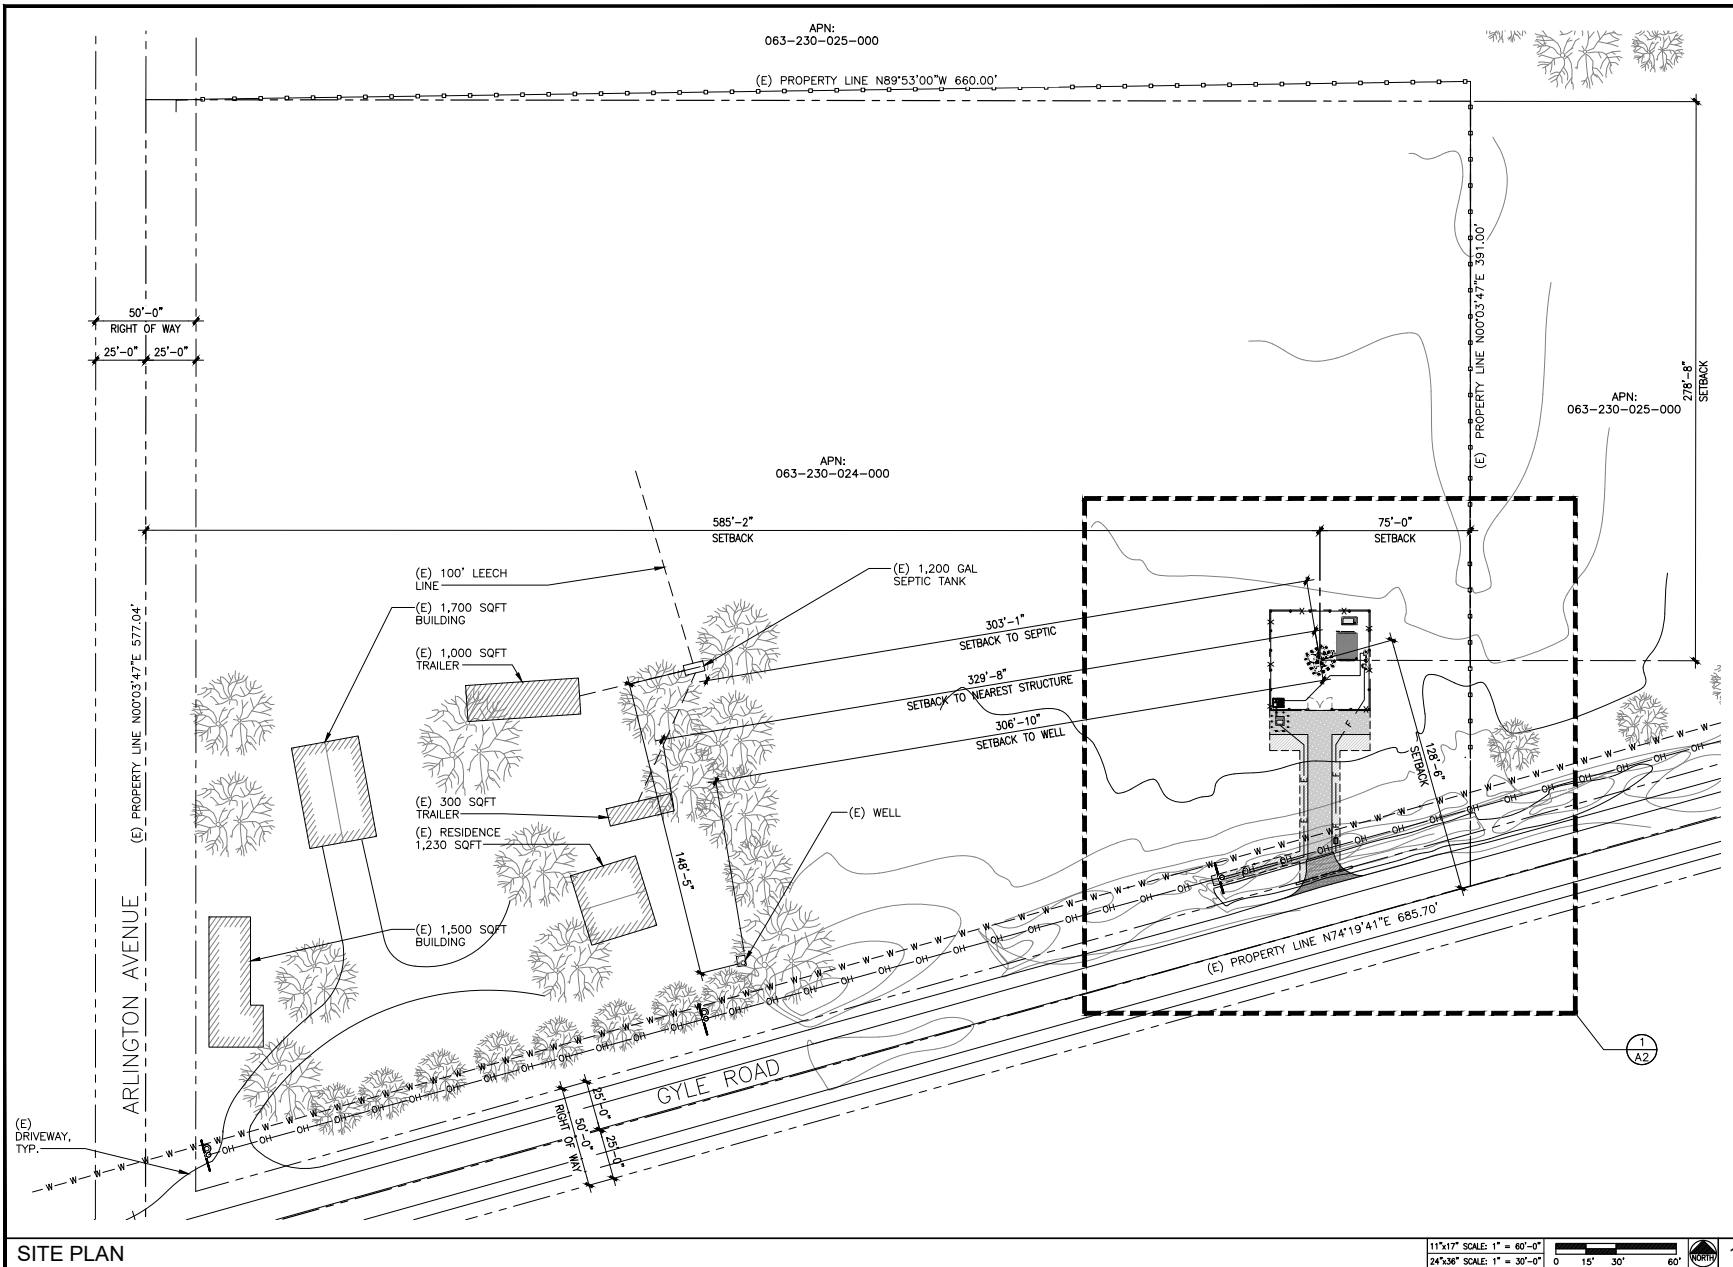 APN:
063-230-025-000
(E) PROPERTY LINE N89°53'00"W 660.00'
50'-0"
RIGHT OF WAY
25'-0"
25'-0"
(E) PROPERTY LINE N00°03'47"E 391.00'
278'-8"
SETBACK
APN:
063-230-025-000
APN:
063-230-024-000
585'-2"
SETBACK
75'-0"
SETBACK
(E) 100' LEECH
LINE
(E) 1,200 GAL
SEPTIC TANK
(E) 1,700 SQFT
BUILDING
(E) PROPERTY LINE N00°03'47"E 577.04'
303'-1"
SETBACK TO SEPTIC
(E) 1,000 SQFT
TRAILER
329'-8"
SETBACK TO NEAREST STRUCTURE
306'-10"
SETBACK TO WELL
128'-6"
SETBACK
(E) 300 SQFT
TRAILER
(E) WELL
(E) RESIDENCE
1,230 SQFT
148'-5"
(E) 1,500 SQFT
BUILDING
ARLINGTON AVENUE
(E) PROPERTY LINE N74°19'41"E 685.70'
1
A2
GYLE ROAD
25'-0"
25'-0"
50'-0"
RIGHT OF WAY
(E)
DRIVEWAY,
TYP.
SITE PLAN
11"x17" SCALE: 1" = 60'-0"
24"x36" SCALE: 1" = 30'-0"
0 15' 30' 60'
NORTH